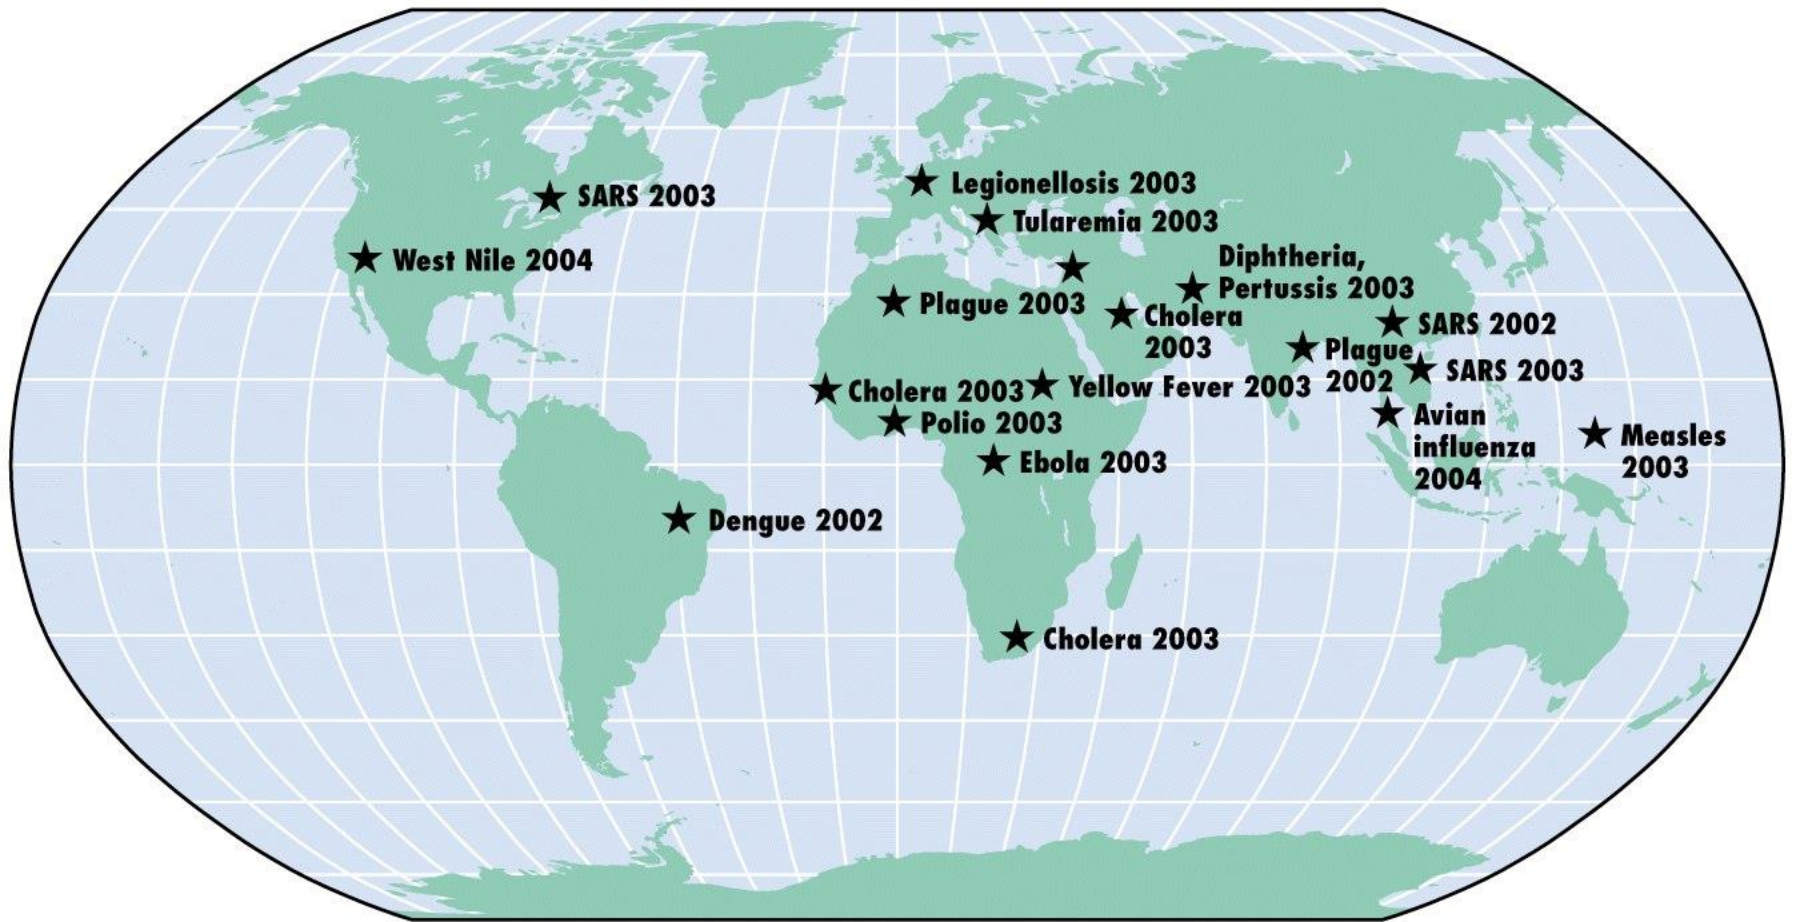 SARS 2003
West Nile 2004
Legionellosis 2003
Tularemia 2003
Diphtheria,
Pertussis 2003
Plague 2003
Cholera
2003
SARS 2002
Plague
2002
SARS 2003
Cholera 2003
Yellow Fever 2003
Polio 2003
Avian
influenza
2004
Measles
2003
Ebola 2003
Dengue 2002
Cholera 2003